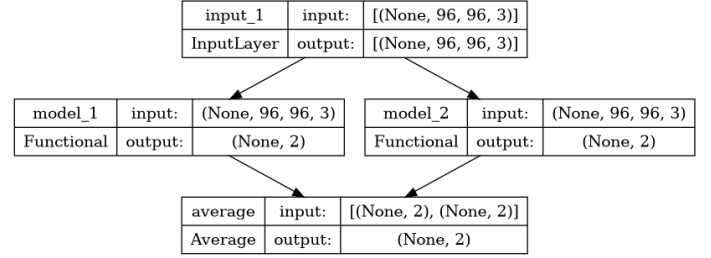 input_1 input: [(None, 96, 96, 3)]
InputLayer output: [(None, 96, 96, 3)]
model_1 input: (None, 96, 96, 3)
Functional output: (None, 2)
model_2 input: (None, 96, 96, 3)
Functional output: (None, 2)
average input: [(None, 2), (None, 2)]
Average output: (None, 2)